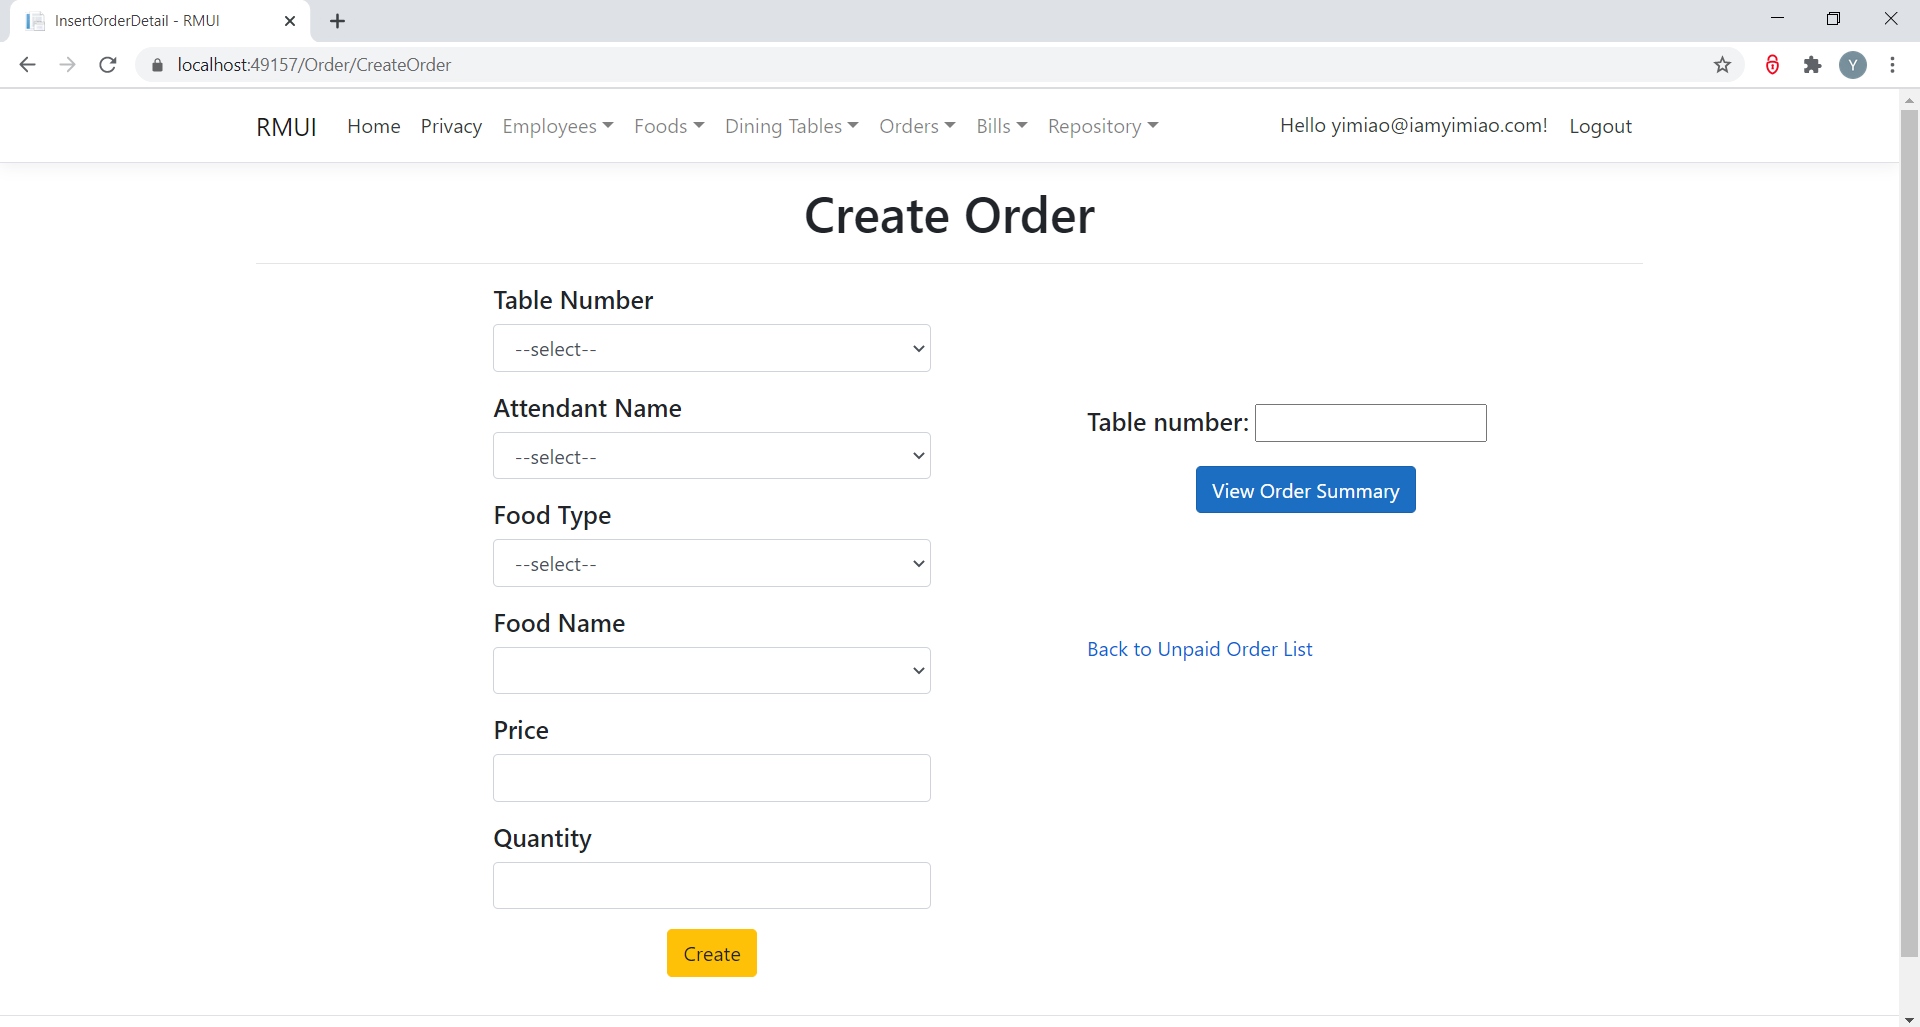 InsertOrderDetail - RMUI
localhost:49157/Order/CreateOrder
Y
RMUI Home Privacy Employees Foods Dining Tables Orders Bills Repository Hello yimiao@iamyimiao.com! Logout
Create Order
Table Number
--select--
Attendant Name
--select--
Food Type
--select--
Food Name
Price
Quantity
Create
Table number:
View Order Summary
Back to Unpaid Order List